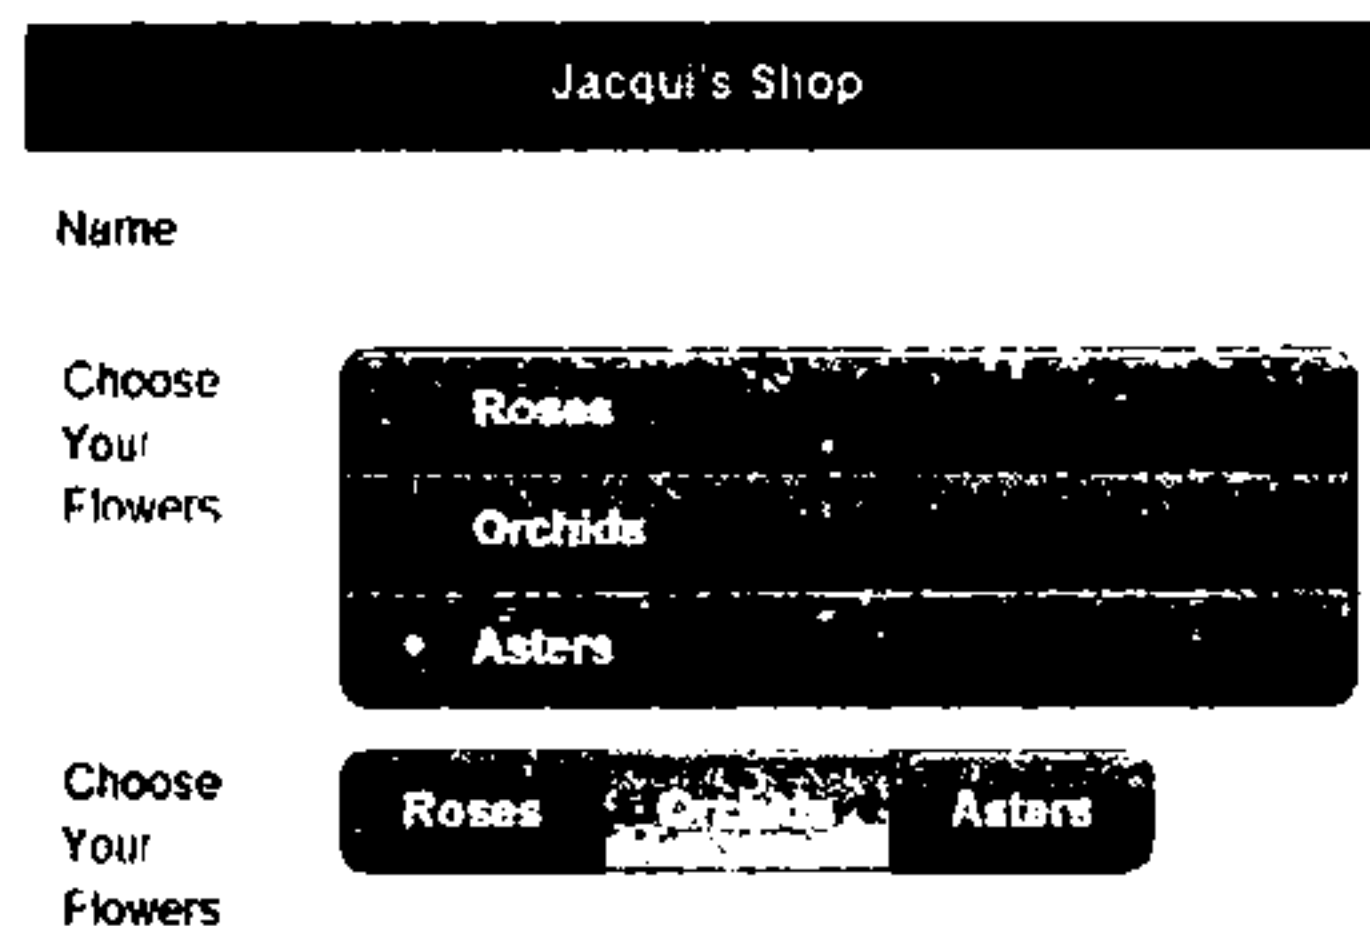 Jacqui's Shop
Name
Choose
Your
Flowers
Roses
Orchids
Asters
Choose
Your
Flowers
Roses Orchids Asters